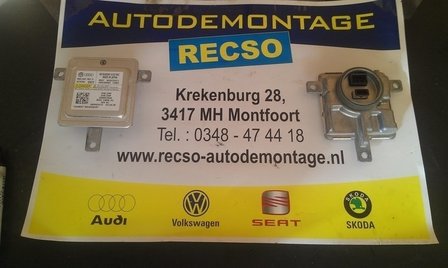 AUTODEMONTAGE
RECSO
Krekenburg 28,
3417 MH Montfoort
Tel. : 0348 - 47 44 18
www.recso-autodemontage.nl
Audi
Volkswagen
SEAT
SKODA